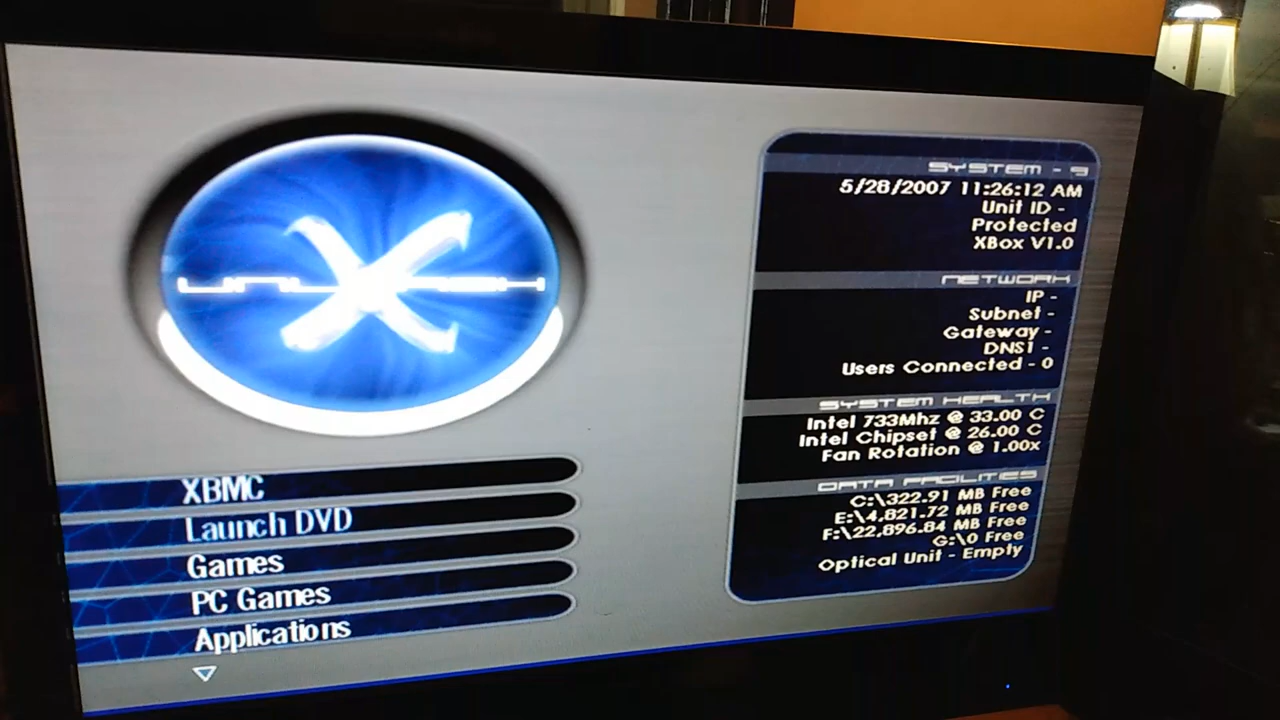 UNLEASH
XBMC
Launch DVD
Games
PC Games
Applications
SYSTEM - 9
5/28/2007 11:26:12 AM
Unit ID -
Protected
XBox V1.0
NETWORK
IP -
Subnet -
Gateway -
DNS1 -
Users Connected - 0
SYSTEM HEALTH
Intel 733Mhz @ 33.00 C
Intel Chipset @ 26.00 C
Fan Rotation @ 1.00x
DATA FACILITIES
C:\322.91 MB Free
E:\4,821.72 MB Free
F:\22,896.84 MB Free
G:\0 Free
Optical Unit - Empty